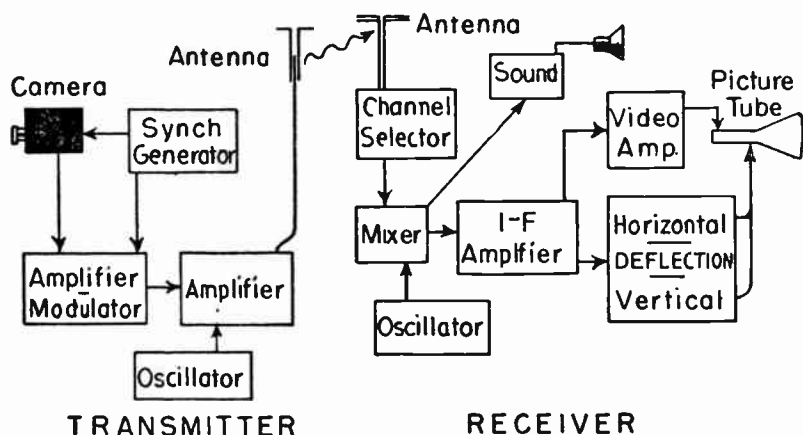 Antenna
Camera
Synch
Generator
Amplifier
Modulator
Amplifier
Oscillator
TRANSMITTER
Antenna
Sound
Channel
Selector
Mixer
I-F
Amplfier
Oscillator
Video
Amp.
Picture
Tube
Horizontal
DEFLECTION
Vertical
RECEIVER